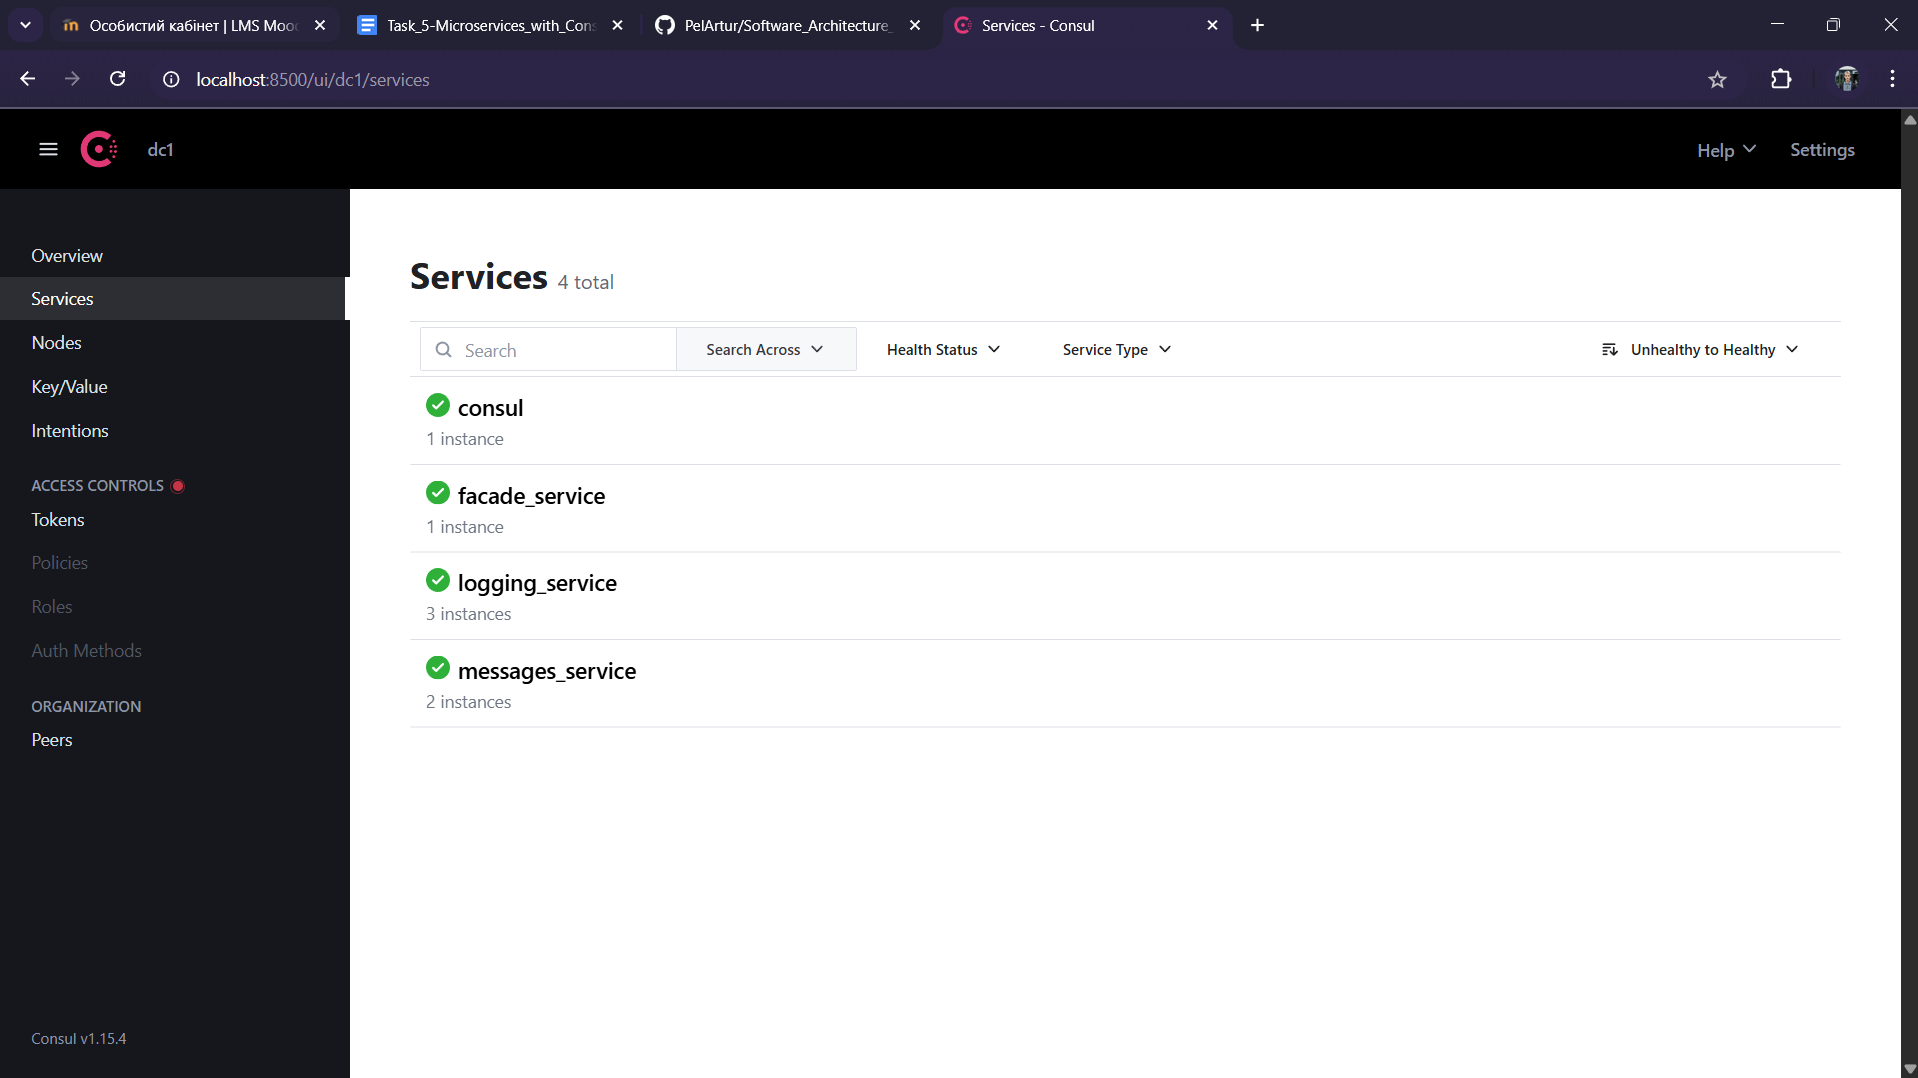 Особистий кабінет | LMS Mood
Task_5-Microservices_with_Cons
PelArtur/Software_Architecture_
Services - Consul
localhost:8500/ui/dc1/services
dc1
Help
Settings
Overview
Services
Nodes
Key/Value
Intentions
ACCESS CONTROLS
Tokens
Policies
Roles
Auth Methods
ORGANIZATION
Peers
Consul v1.15.4
Services 4 total
Search
Search Across
Health Status
Service Type
Unhealthy to Healthy
consul
1 instance
facade_service
1 instance
logging_service
3 instances
messages_service
2 instances